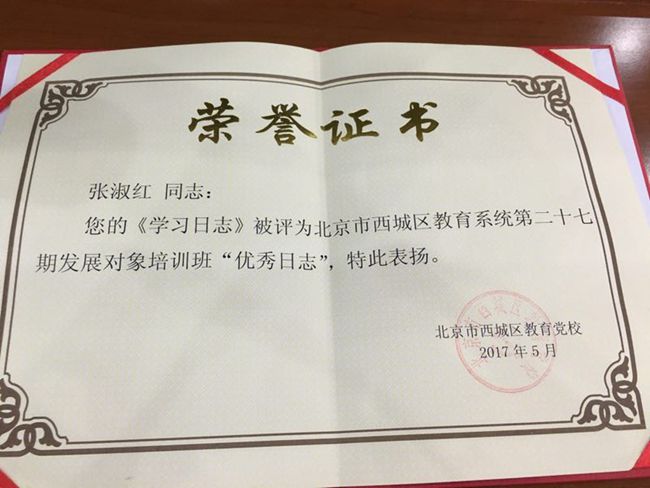 荣誉证书
张淑红 同志：
您的《学习日志》被评为北京市西城区教育系统第二十七
期发展对象培训班“优秀日志”，特此表扬。
北京市西城区教育党校
2017年5月